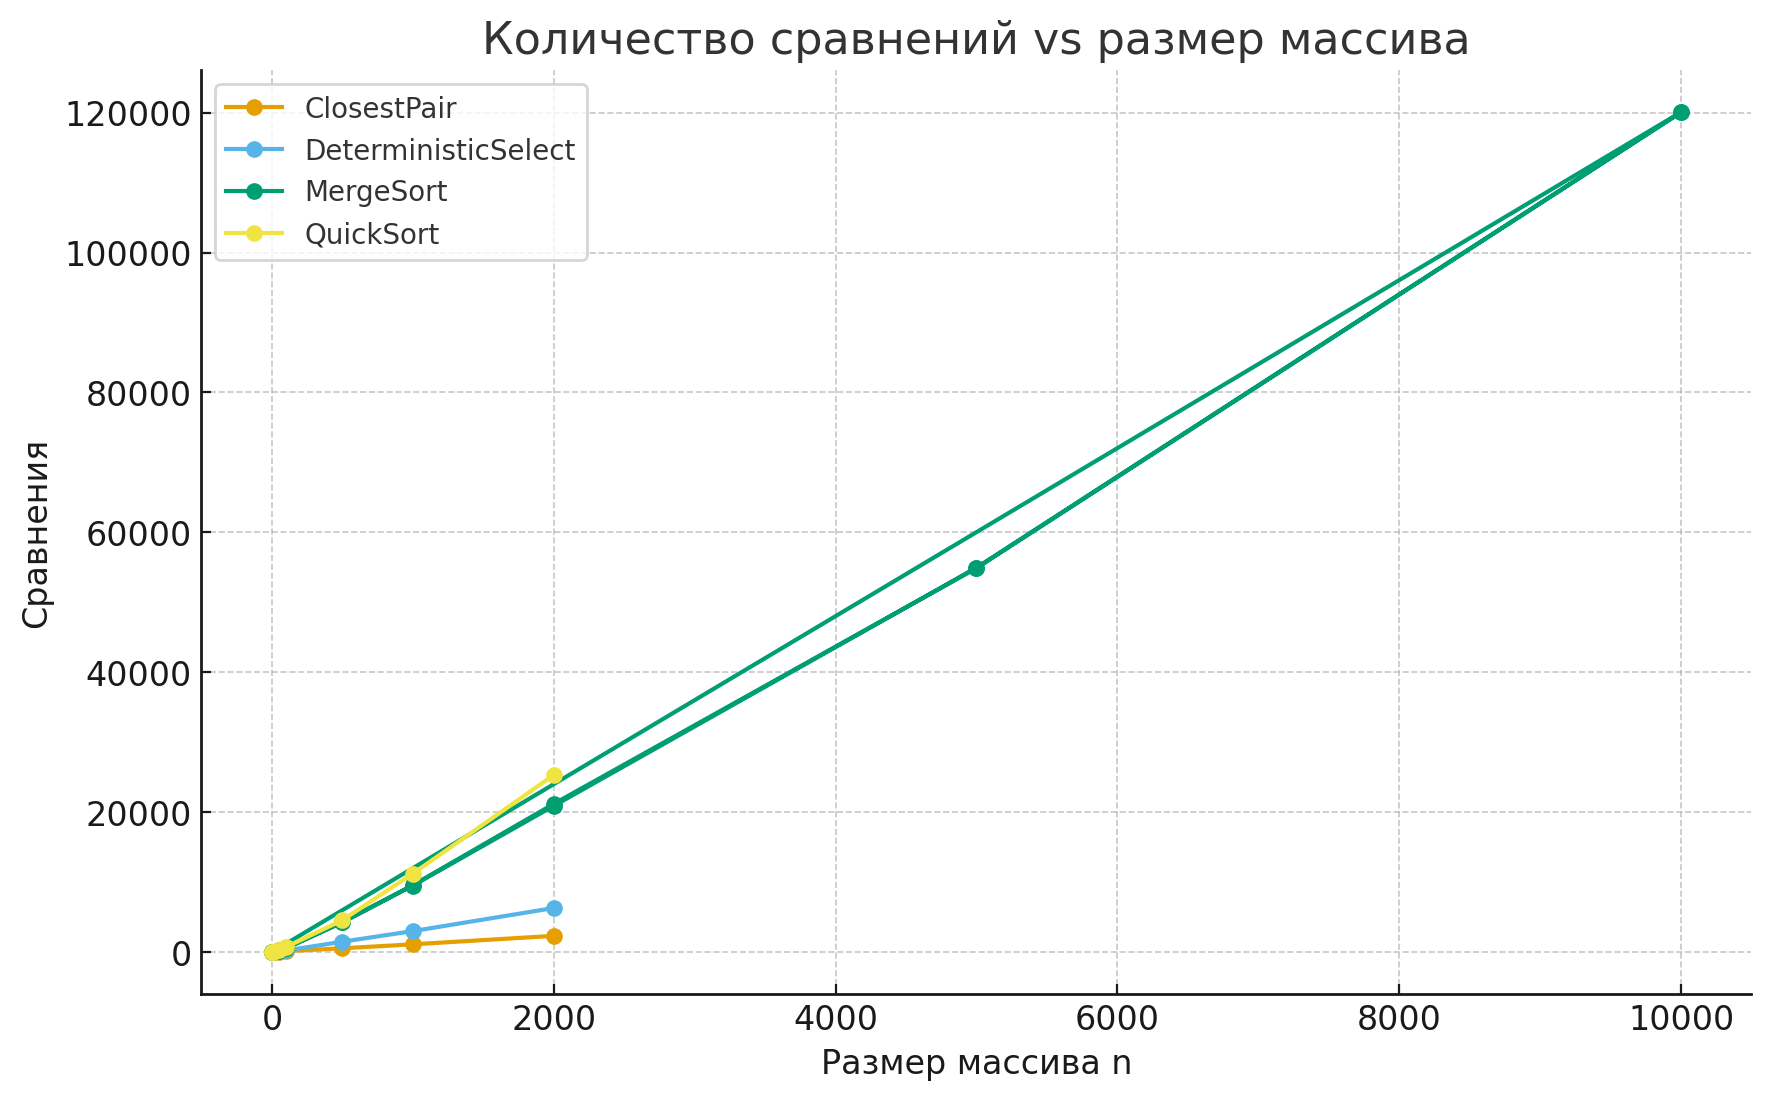 Количество сравнений vs размер массива
ClosestPair
DeterministicSelect
MergeSort
QuickSort
120000
100000
80000
60000
40000
20000
0
Сравнения
0 2000 4000 6000 8000 10000
Размер массива n